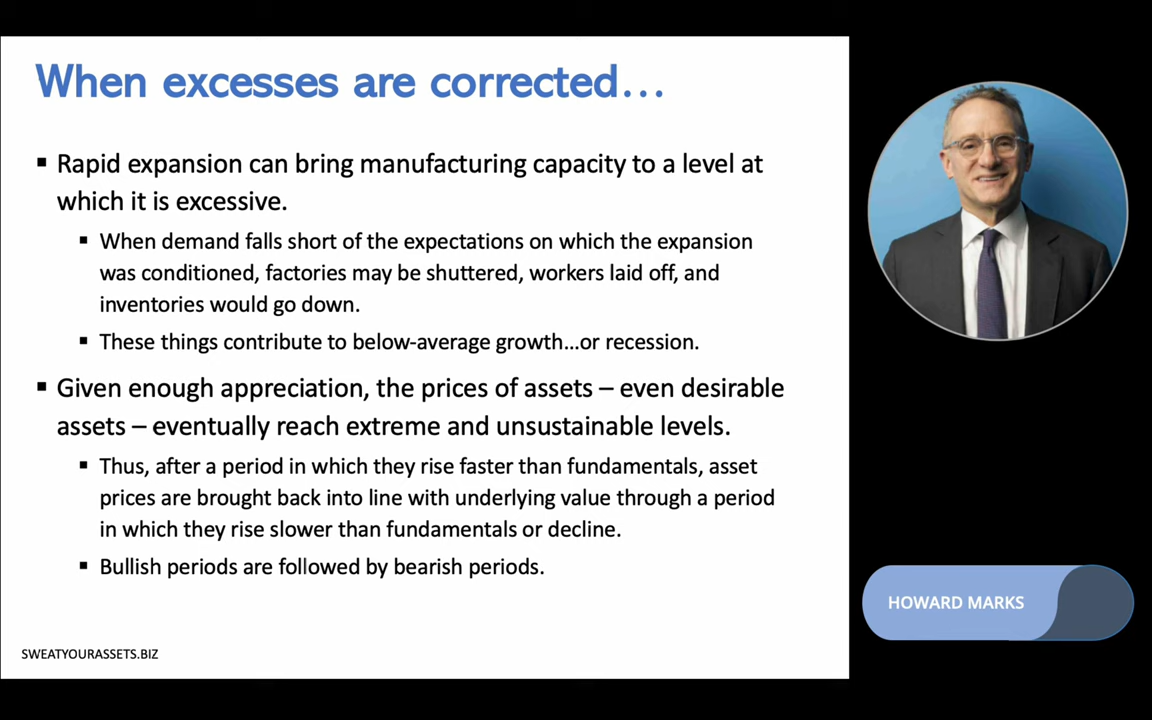 When excesses are corrected…
▪ Rapid expansion can bring manufacturing capacity to a level at
which it is excessive.
▪ When demand falls short of the expectations on which the expansion
was conditioned, factories may be shuttered, workers laid off, and
inventories would go down.
▪ These things contribute to below-average growth…or recession.
▪ Given enough appreciation, the prices of assets – even desirable
assets – eventually reach extreme and unsustainable levels.
▪ Thus, after a period in which they rise faster than fundamentals, asset
prices are brought back into line with underlying value through a period
in which they rise slower than fundamentals or decline.
▪ Bullish periods are followed by bearish periods.
SWEATYOURASSETS.BIZ
HOWARD MARKS